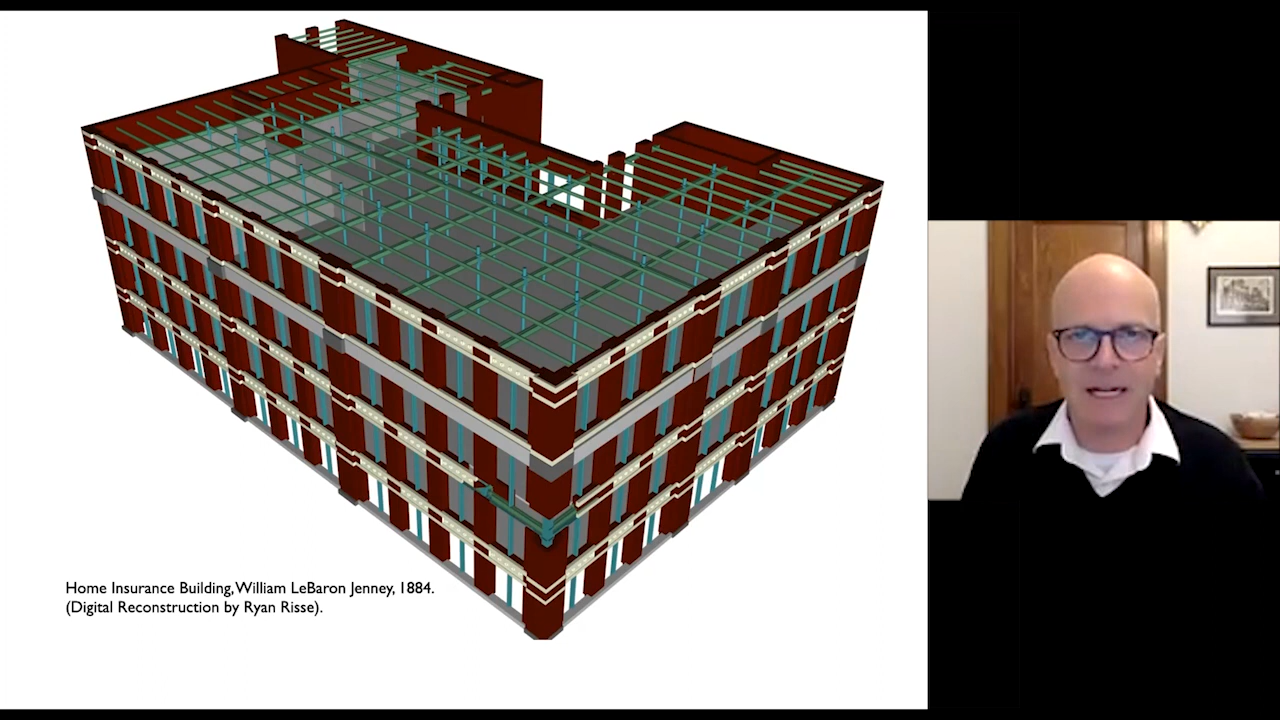 Home Insurance Building, William LeBaron Jenney, 1884.
(Digital Reconstruction by Ryan Risse).